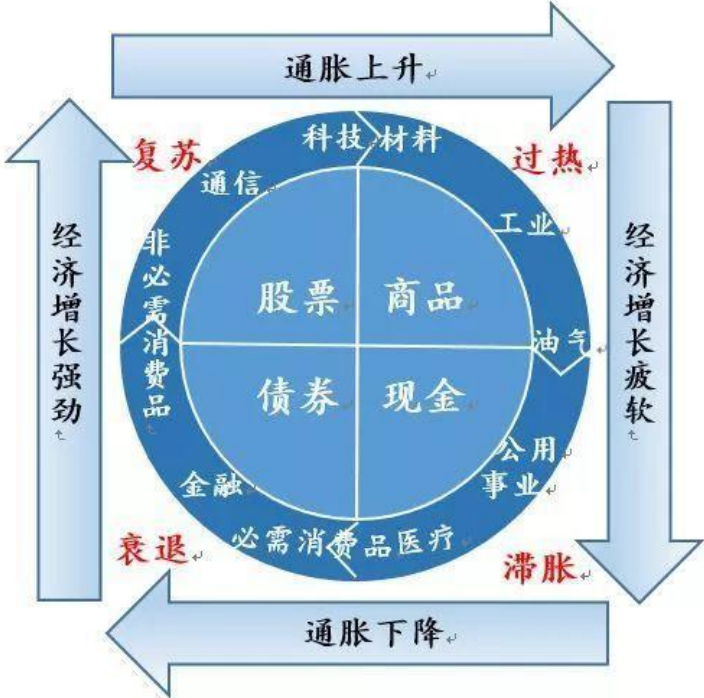 通胀上升
复苏
科技
材料
过热
通信
工业
经济增长强劲
非必需消费品
股票
商品
油气
经济增长疲软
债券
现金
公用
事业
金融
必需消费品
医疗
衰退
滞胀
通胀下降